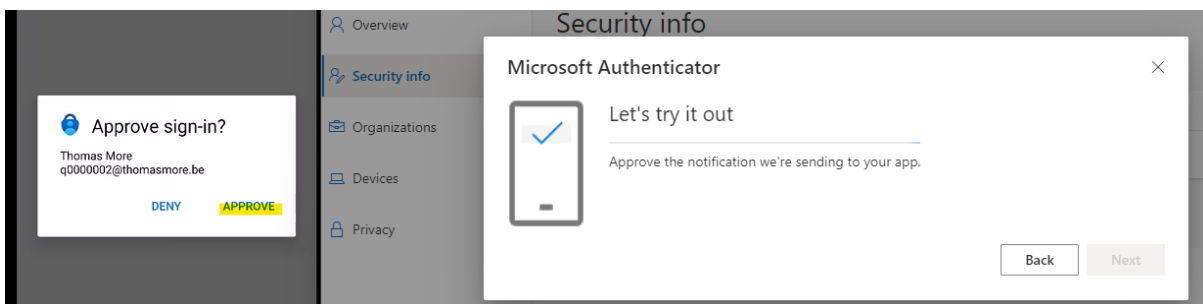 Approve sign-in?
Thomas More
q0000002@thomasmore.be
DENY APPROVE
Overview
Security info
Organizations
Devices
Privacy
Security info
Microsoft Authenticator
Let's try it out
Approve the notification we're sending to your app.
Back Next